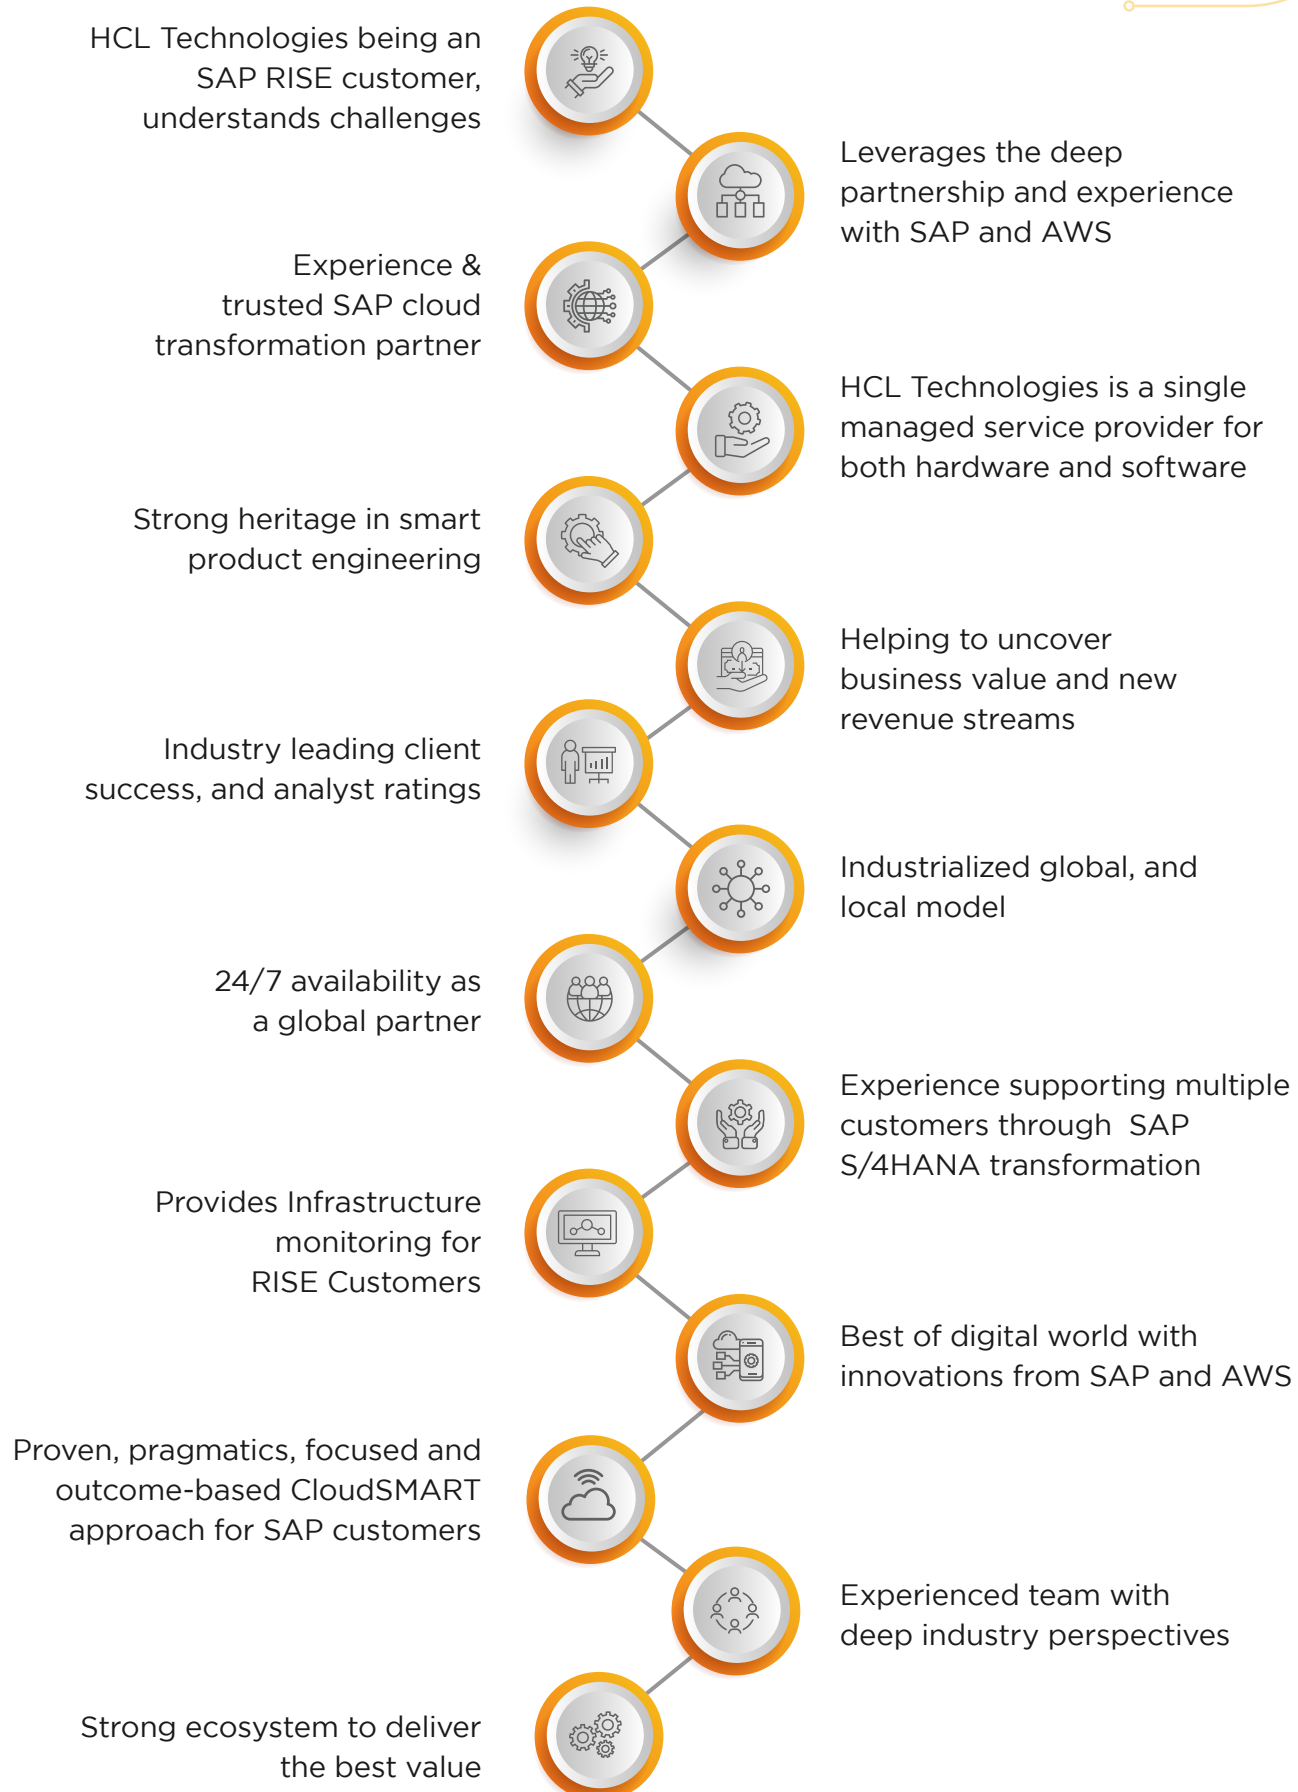 HCL Technologies being an
SAP RISE customer,
understands challenges
Leverages the deep
partnership and experience
with SAP and AWS
Experience &
trusted SAP cloud
transformation partner
HCL Technologies is a single
managed service provider for
both hardware and software
Strong heritage in smart
product engineering
Helping to uncover
business value and new
revenue streams
Industry leading client
success, and analyst ratings
Industrialized global, and
local model
24/7 availability as
a global partner
Experience supporting multiple
customers through  SAP
S/4HANA transformation
Provides Infrastructure
monitoring for
RISE Customers
Best of digital world with
innovations from SAP and AWS
Proven, pragmatics, focused and
outcome-based CloudSMART
approach for SAP customers
Experienced team with
deep industry perspectives
Strong ecosystem to deliver
the best value